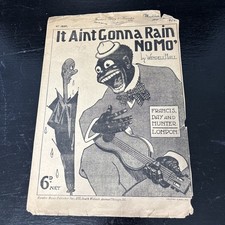 It Aint Gonna Rain
No Mo'
by Wendell Hall
FRANCIS,
DAY AND
HUNTER
LONDON
6D
NET